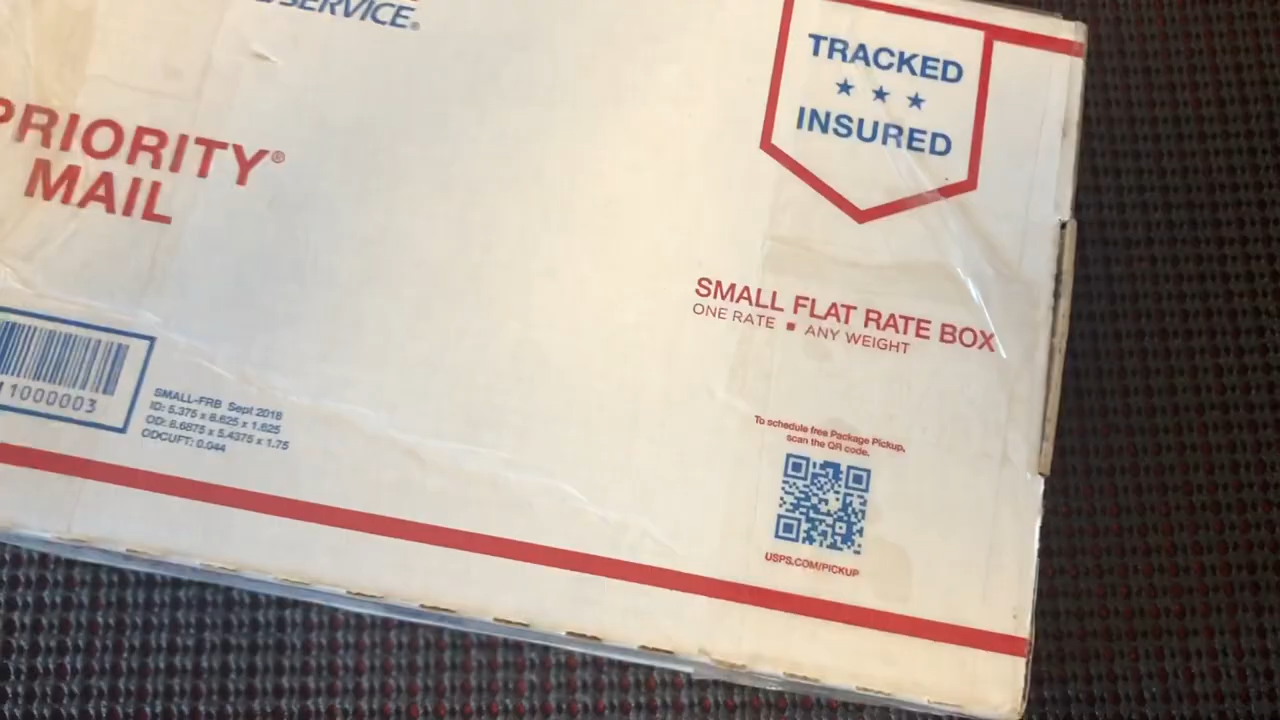 SERVICE®
TRACKED
★ ★ ★
INSURED
PRIORITY®
MAIL
SMALL FLAT RATE BOX
ONE RATE ■ ANY WEIGHT
1000003
SMALL-FRB Sept 2018
ID: 5.375 x 8.625 x 1.625
OD: 8.6875 x 5.4375 x 1.75
ODCUFT: 0.044
To schedule free Package Pickup,
scan the QR code.
USPS.COM/PICKUP